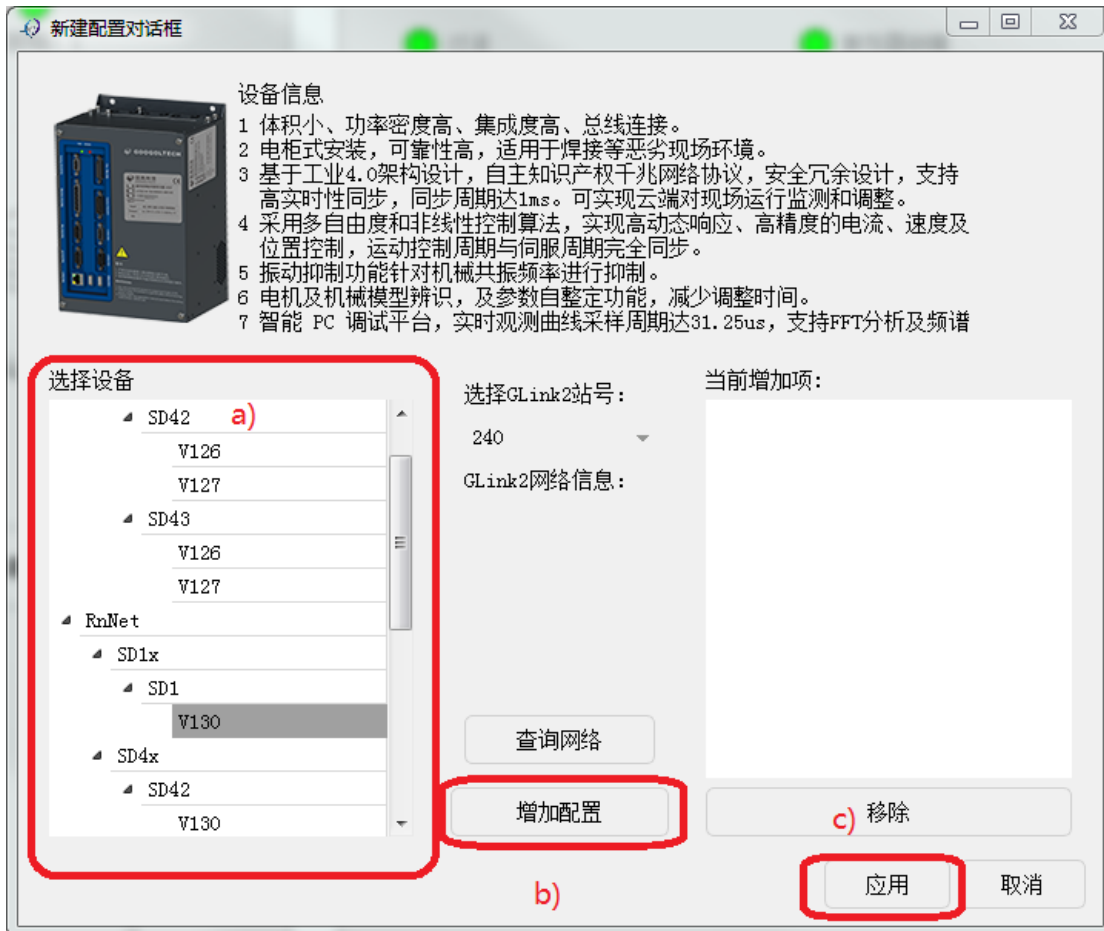 新建配置对话框
设备信息
1 体积小、功率密度高、集成度高、总线连接。
2 电柜式安装，可靠性高，适用于焊接等恶劣现场环境。
3 基于工业4.0架构设计，自主知识产权千兆网络协议，安全冗余设计，支持
高实时性同步，同步周期达1ms。可实现云端对现场运行监测和调整。
4 采用多自由度和非线性控制算法，实现高动态响应、高精度的电流、速度及
位置控制，运动控制周期与伺服周期完全同步。
5 振动抑制功能针对机械共振频率进行抑制。
6 电机及机械模型辨识，及参数自整定功能，减少调整时间。
7 智能 PC 调试平台，实时观测曲线采样周期达31.25us，支持FFT分析及频谱
GOOGOLTECH
选择设备
SD42
a)
V126
V127
SD43
V126
V127
RnNet
SD1x
SD1
V130
SD4x
SD42
V130
选择GLink2站号：
240
GLink2网络信息：
查询网络
增加配置
b)
当前增加项：
c)
移除
应用
取消